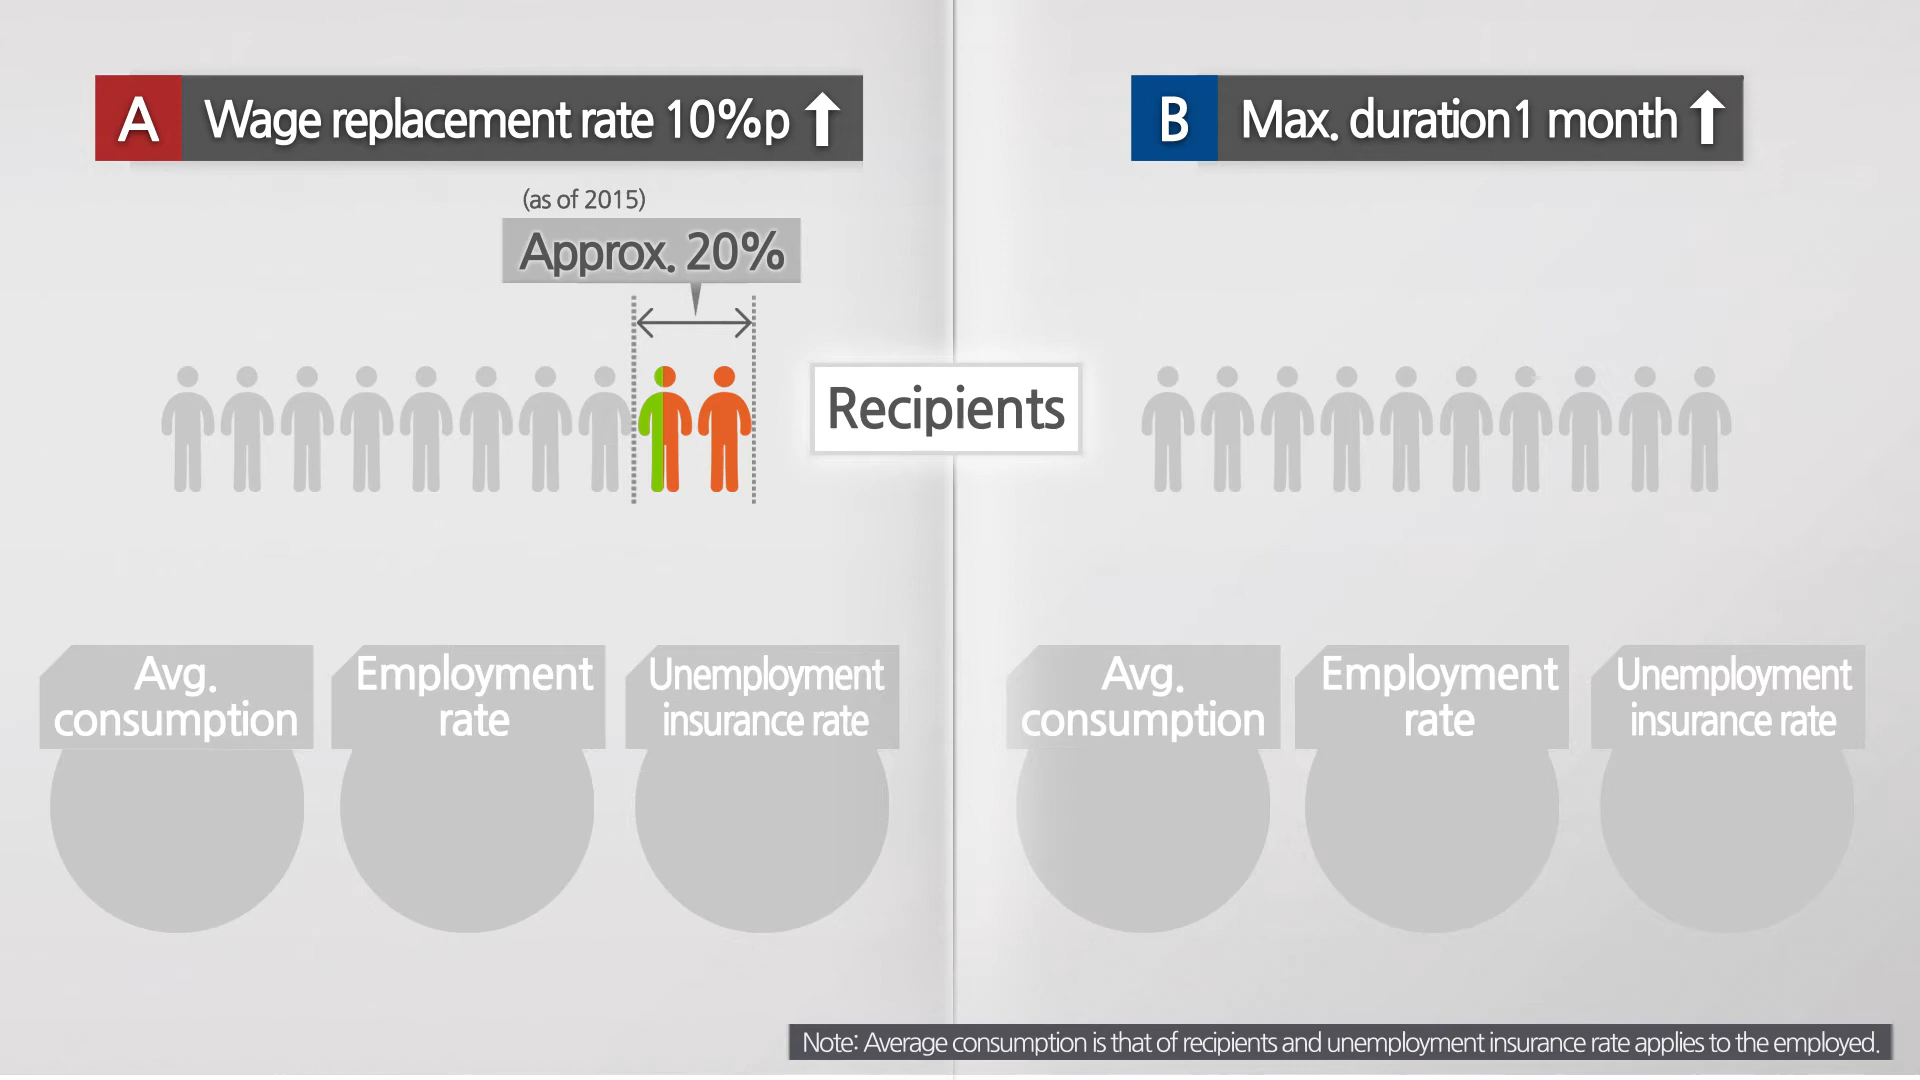 A Wage replacement rate 10%p
(as of 2015)
Approx. 20%
B Max. duration1 month
Recipients
Avg.
consumption
Employment
rate
Unemployment
insurance rate
Avg.
consumption
Employment
rate
Unemployment
insurance rate
Note: Average consumption is that of recipients and unemployment insurance rate applies to the employed.